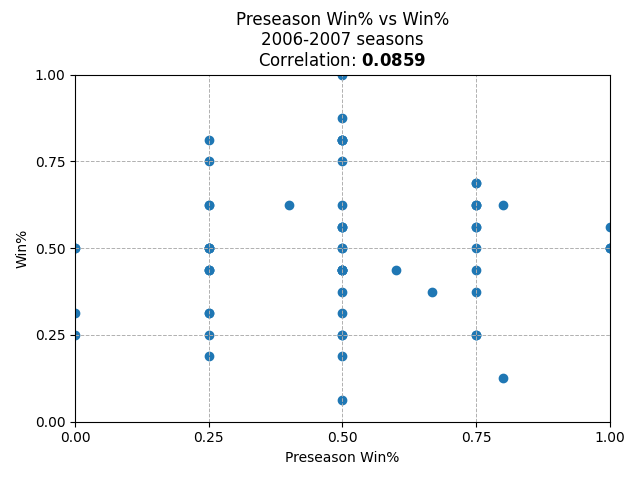 Preseason Win% vs Win%
2006-2007 seasons
Correlation: 0.0859
1.00
0.75
0.50
0.25
0.00
Win%
0.00 0.25 0.50 0.75 1.00
Preseason Win%